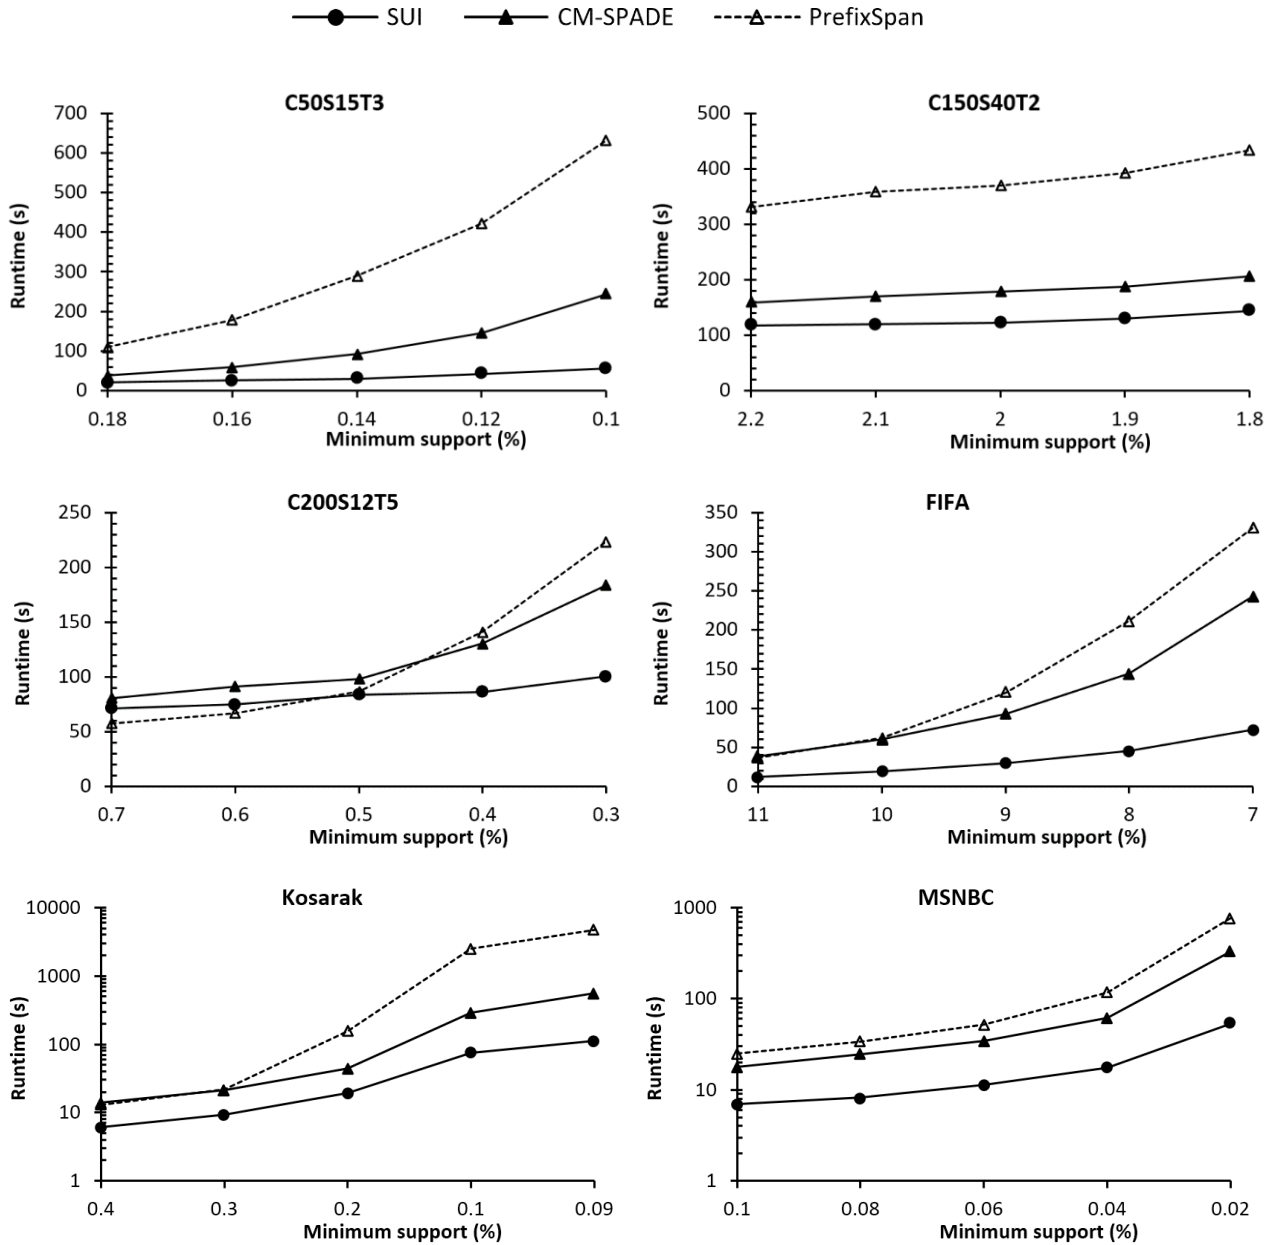 SUI CM-SPADE PrefixSpan
C50S15T3
Runtime (s)
700
600
500
400
300
200
100
0
0.18 0.16 0.14 0.12 0.1
Minimum support (%)
C150S40T2
Runtime (s)
500
400
300
200
100
0
2.2 2.1 2 1.9 1.8
Minimum support (%)
C200S12T5
Runtime (s)
250
200
150
100
50
0
0.7 0.6 0.5 0.4 0.3
Minimum support (%)
FIFA
Runtime (s)
350
300
250
200
150
100
50
0
11 10 9 8 7
Minimum support (%)
Kosarak
Runtime (s)
10000
1000
100
10
1
0.4 0.3 0.2 0.1 0.09
Minimum support (%)
MSNBC
Runtime (s)
1000
100
10
1
0.1 0.08 0.06 0.04 0.02
Minimum support (%)